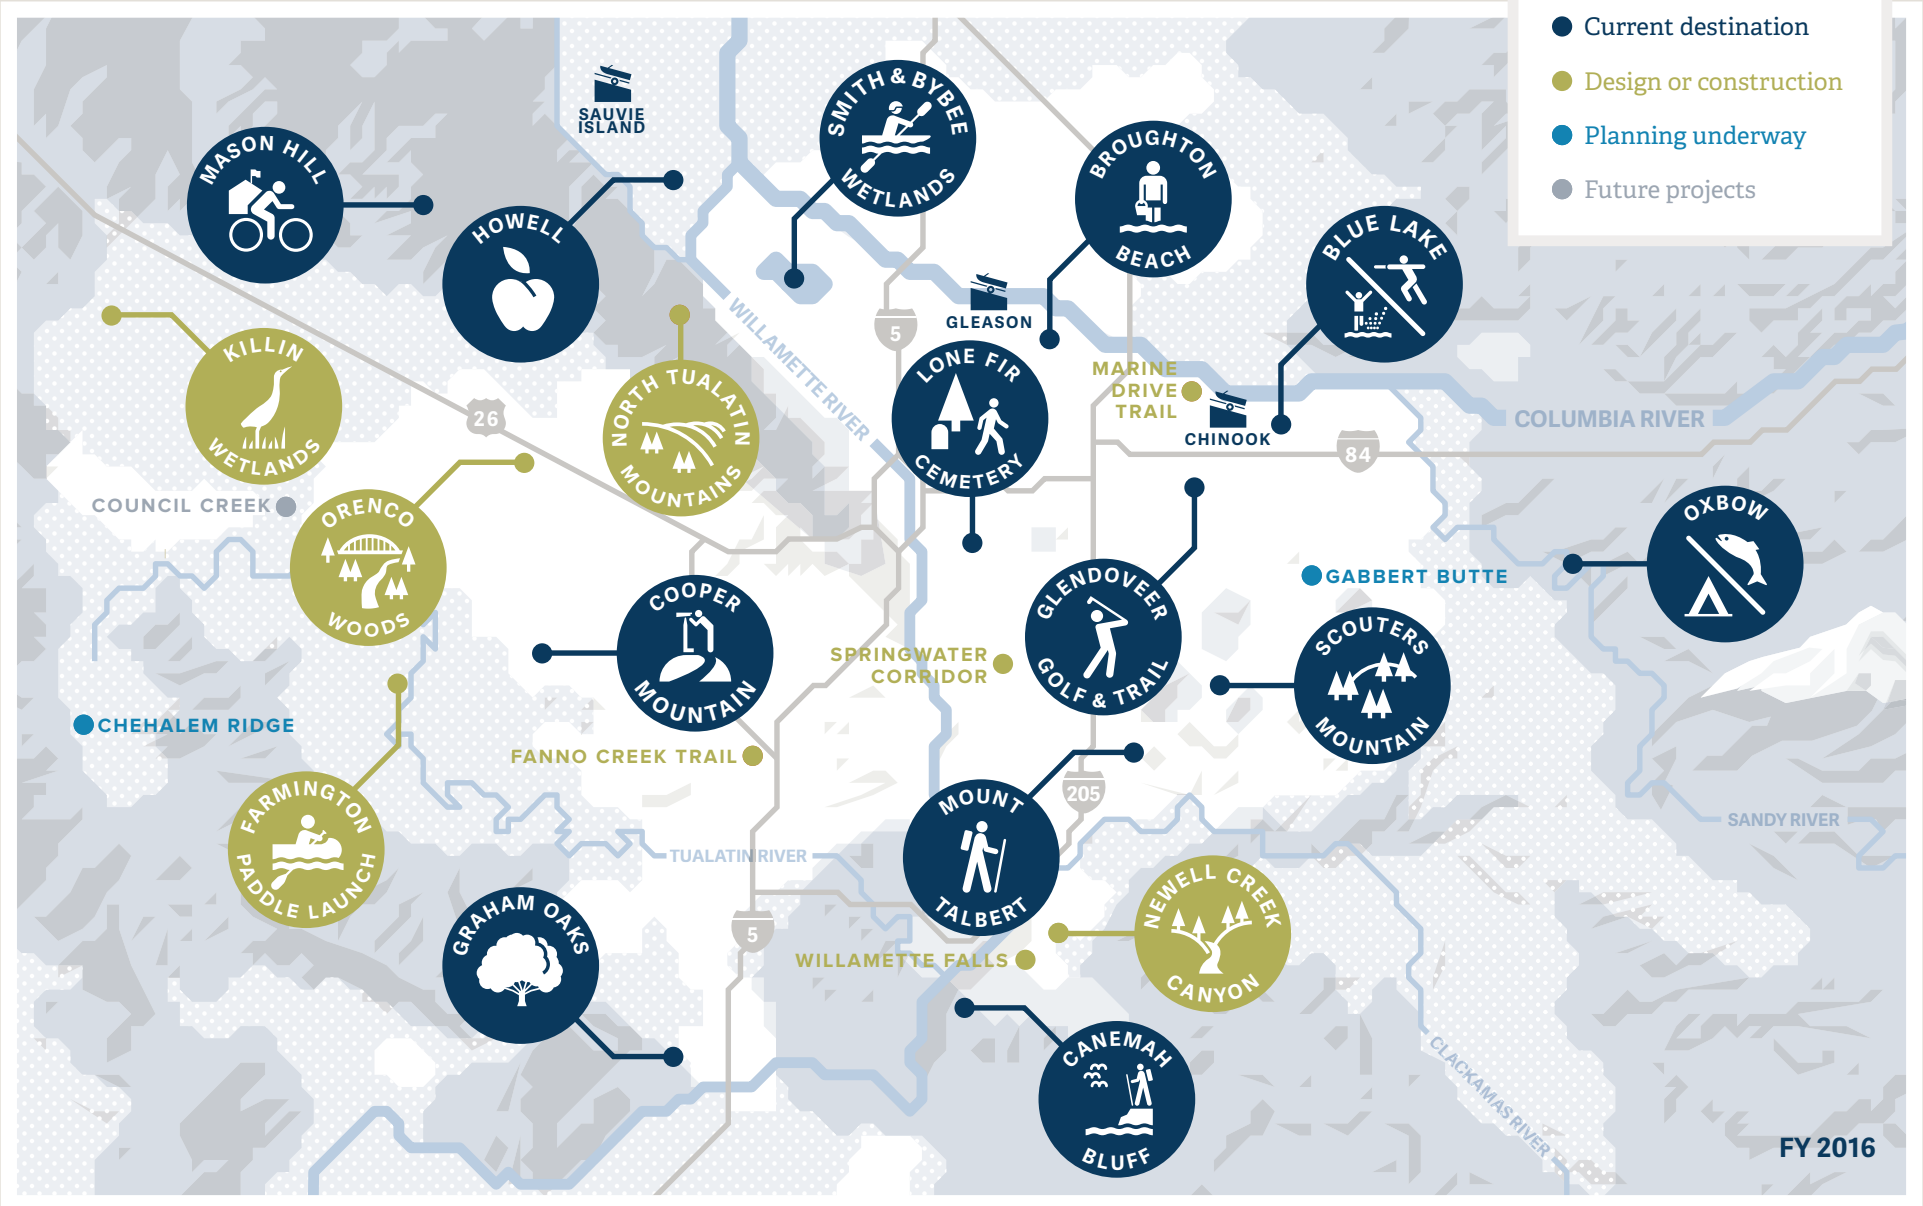 Current destination
Design or construction
Planning underway
Future projects
SAUVIE
ISLAND
SMITH & BYBEE
WETLANDS
MASON HILL
BROUGHTON
BEACH
HOWELL
BLUE LAKE
GLEASON
WILLAMETTE RIVER
5
KILLIN
WETLANDS
NORTH TUALATIN
MOUNTAINS
LONE FIR
CEMETERY
MARINE
DRIVE
TRAIL
CHINOOK
COLUMBIA RIVER
26
84
COUNCIL CREEK
ORENCO
WOODS
OXBOW
COOPER
MOUNTAIN
GLENDOVEER
GOLF & TRAIL
GABBERT BUTTE
SPRINGWATER
CORRIDOR
SCOUTERS
MOUNTAIN
CHEHALEM RIDGE
FANNO CREEK TRAIL
FARMINGTON
PADDLE LAUNCH
MOUNT
TALBERT
205
SANDY RIVER
TUALATIN RIVER
GRAHAM OAKS
5
NEWELL CREEK
CANYON
WILLAMETTE FALLS
CANEMAH
BLUFF
CLACKAMAS RIVER
FY 2016